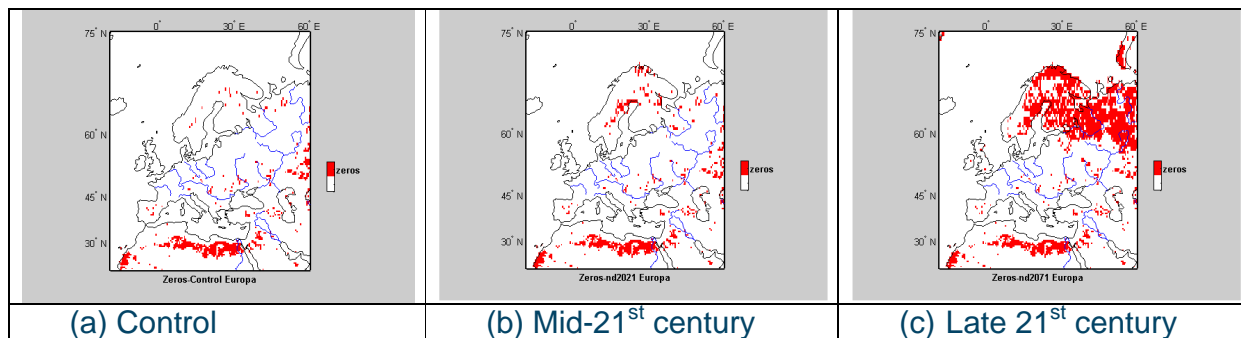 0° 30° E 60° E
75° N
60° N
45° N
30° N
zeros
Zeros-Control Europa
(a) Control
0° 30° E 60° E
75° N
60° N
45° N
30° N
zeros
Zeros-nd2021 Europa
(b) Mid-21st century
0° 30° E 60° E
75° N
60° N
45° N
30° N
zeros
Zeros-nd2071 Europa
(c) Late 21st century